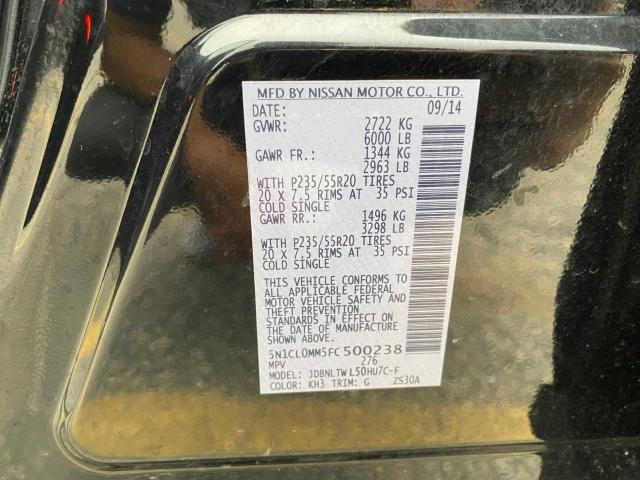 MFD BY NISSAN MOTOR CO., LTD.
DATE: 09/14
GVWR: 2722 KG
6000 LB
GAWR FR.: 1344 KG
2963 LB
WITH P235/55R20 TIRES
20 X 7.5 RIMS AT 35 PSI
COLD SINGLE
GAWR RR.: 1496 KG
3298 LB
WITH P235/55R20 TIRES
20 X 7.5 RIMS AT 35 PSI
COLD SINGLE
THIS VEHICLE CONFORMS TO
ALL APPLICABLE FEDERAL
MOTOR VEHICLE SAFETY AND
THEFT PREVENTION
STANDARDS IN EFFECT ON
THE DATE OF MANUFACTURE
SHOWN ABOVE.
5N1CL0MM5FC500238
MPV 276
MODEL: JDBNLTWL50HU7C-F
COLOR: KH3 TRIM: G ZS30A